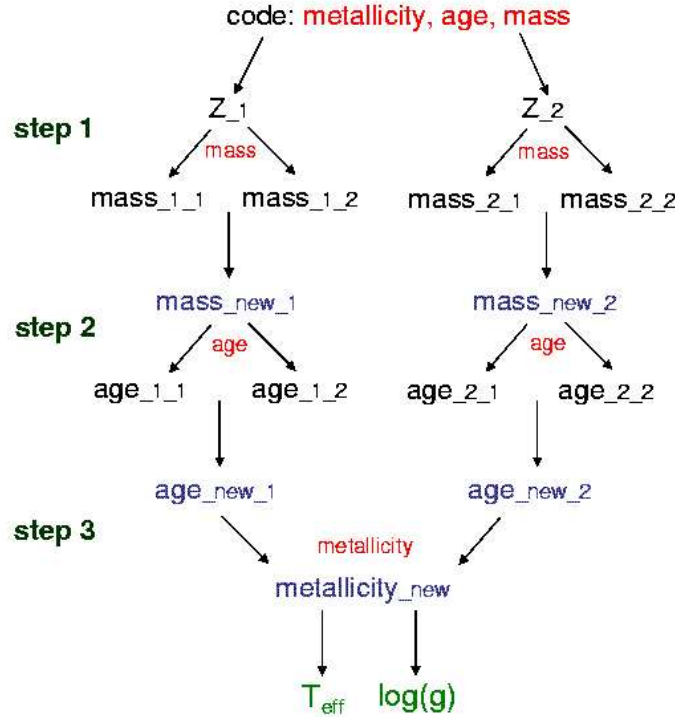 code: metallicity, age, mass
Z_1 Z_2
step 1
mass mass
mass_1_1 mass_1_2 mass_2_1 mass_2_2
mass_new_1 mass_new_2
step 2
age age
age_1_1 age_1_2 age_2_1 age_2_2
age_new_1 age_new_2
step 3
metallicity
metallicity_new
T_eff log(g)